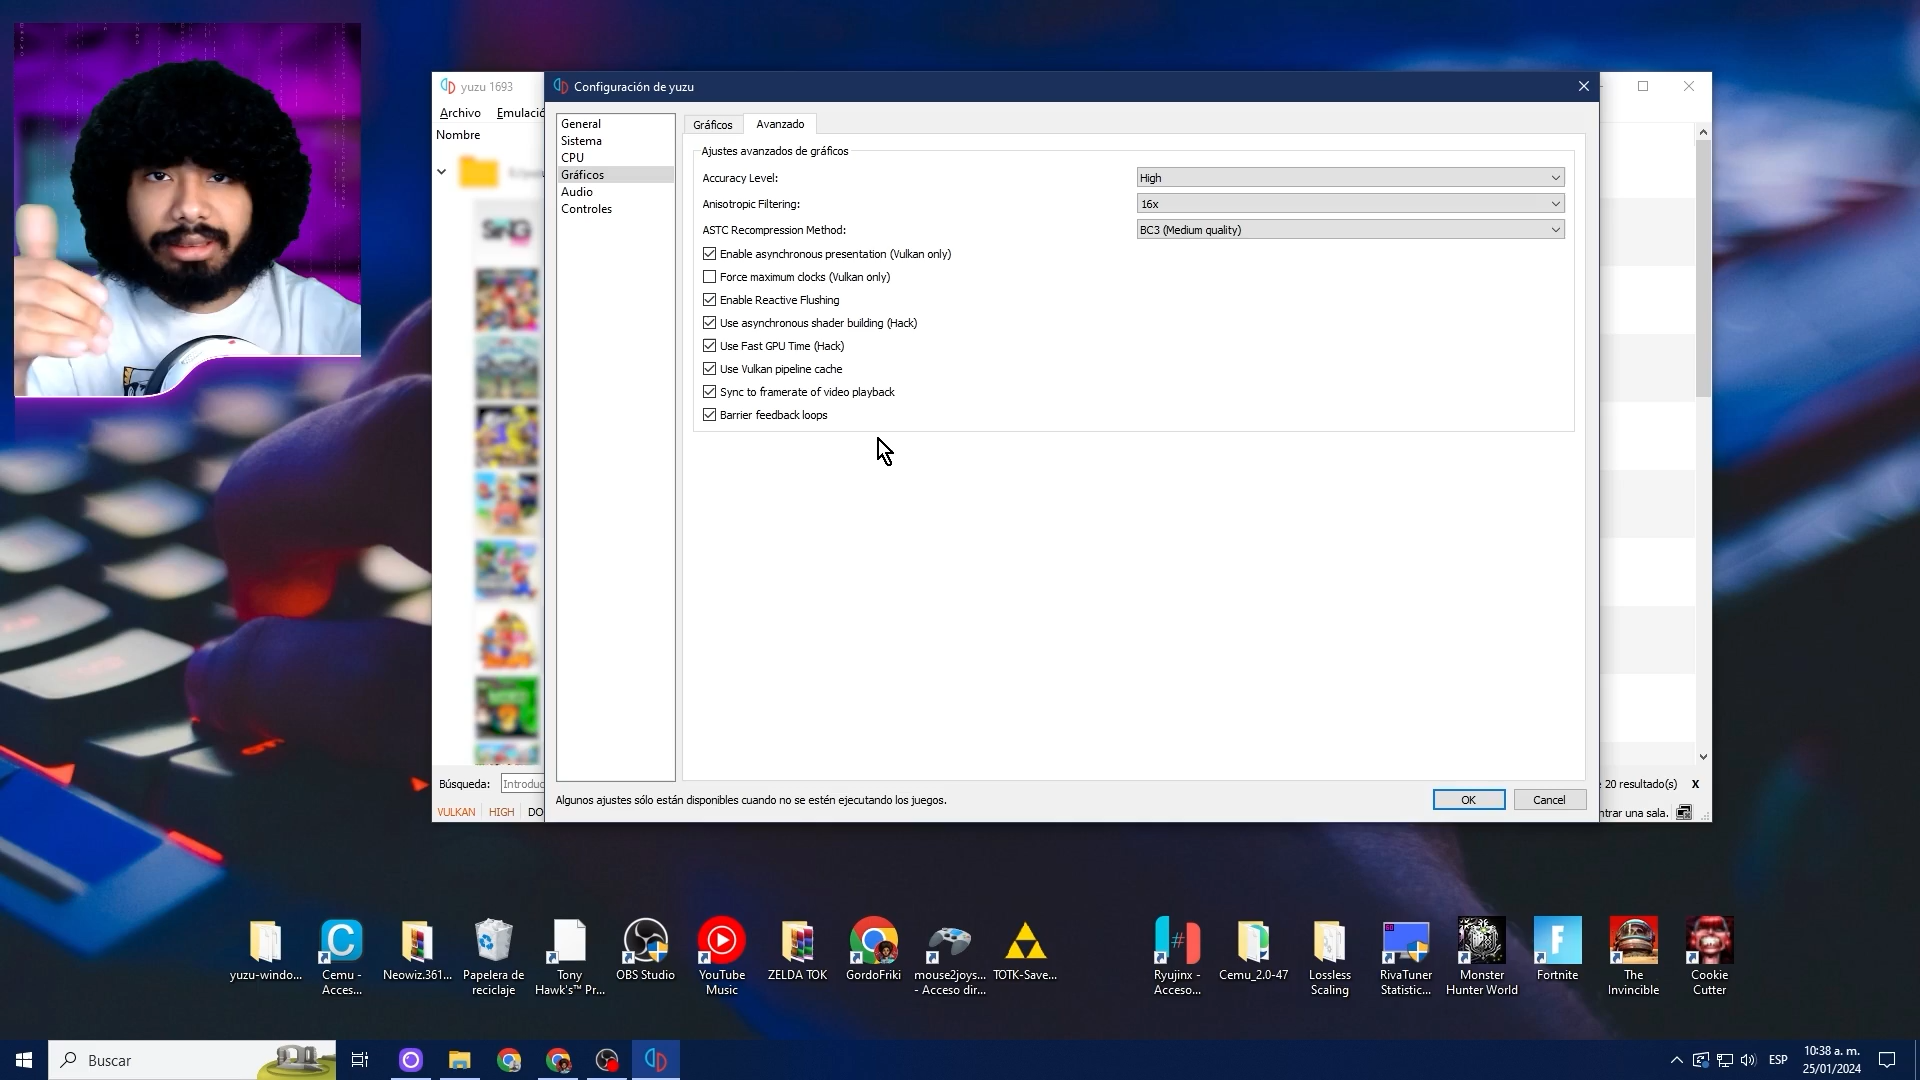 yuzu 1693
Archivo
Emulació
Nombre
Configuración de yuzu
General
Sistema
CPU
Gráficos
Audio
Controles
Gráficos
Avanzado
Ajustes avanzados de gráficos
Accuracy Level:
High
Anisotropic Filtering:
16x
ASTC Recompression Method:
BC3 (Medium quality)
Enable asynchronous presentation (Vulkan only)
Force maximum clocks (Vulkan only)
Enable Reactive Flushing
Use asynchronous shader building (Hack)
Use Fast GPU Time (Hack)
Use Vulkan pipeline cache
Sync to framerate of video playback
Barrier feedback loops
Búsqueda:
Introduc
20 resultado(s)
X
Algunos ajustes sólo están disponibles cuando no se estén ejecutando los juegos.
OK
Cancel
VULKAN
HIGH
DO
ntrar una sala.
yuzu-windo...
Cemu -
Acces...
Neowiz.361...
Papelera de
reciclaje
Tony
Hawk's™ Pr...
OBS Studio
YouTube
Music
ZELDA TOK
GordoFriki
mouse2joys...
- Acceso dir...
TOTK-Save...
Ryujinx -
Acceso...
Cemu_2.0-47
Lossless
Scaling
RivaTuner
Statistic...
Monster
Hunter World
Fortnite
The
Invincible
Cookie
Cutter
Buscar
ESP
10:38 a. m.
25/01/2024